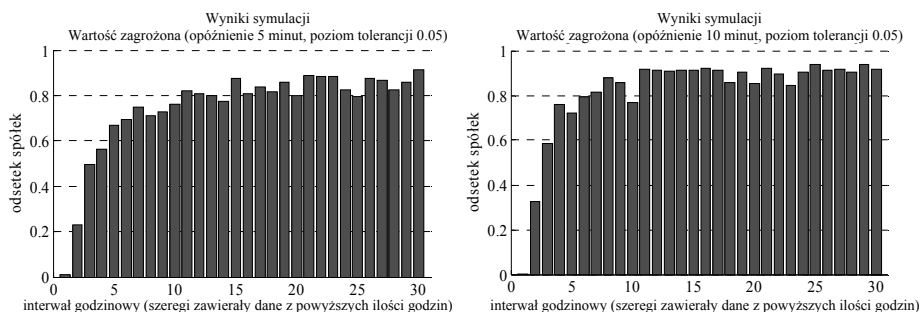 Wyniki symulacji
Wartość zagrożona (opóźnienie 5 minut, poziom tolerancji 0.05)
1
0.8
0.6
0.4
0.2
0
odsetek spółek
0 5 10 15 20 25 30
interwał godzinowy (szeregi zawierały dane z powyższych ilości godzin)
Wyniki symulacji
Wartość zagrożona (opóźnienie 10 minut, poziom tolerancji 0.05)
1
0.8
0.6
0.4
0.2
0
odsetek spółek
0 5 10 15 20 25 30
interwał godzinowy (szeregi zawierały dane z powyższych ilości godzin)